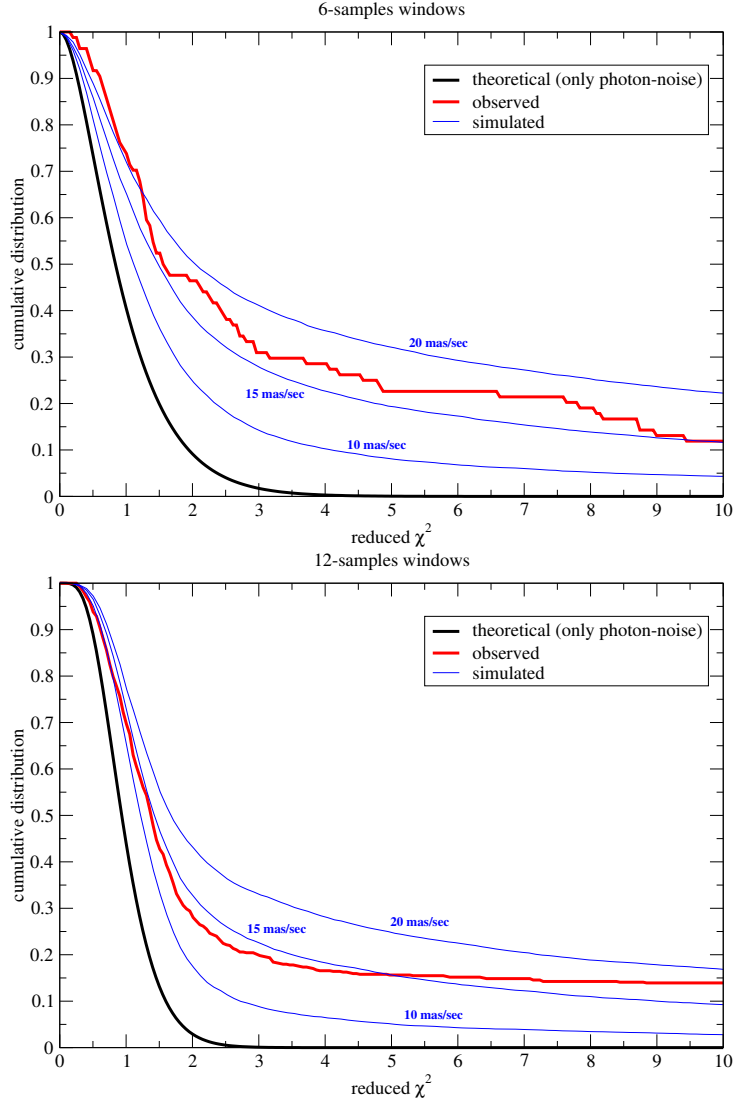 6-samples windows
1
0.9
0.8
0.7
0.6
0.5
0.4
0.3
0.2
0.1
0
cumulative distribution
theoretical (only photon-noise)
observed
simulated
20 mas/sec
15 mas/sec
10 mas/sec
0 1 2 3 4 5 6 7 8 9 10
reduced χ²
12-samples windows
1
0.9
0.8
0.7
0.6
0.5
0.4
0.3
0.2
0.1
0
cumulative distribution
theoretical (only photon-noise)
observed
simulated
20 mas/sec
15 mas/sec
10 mas/sec
0 1 2 3 4 5 6 7 8 9 10
reduced χ²